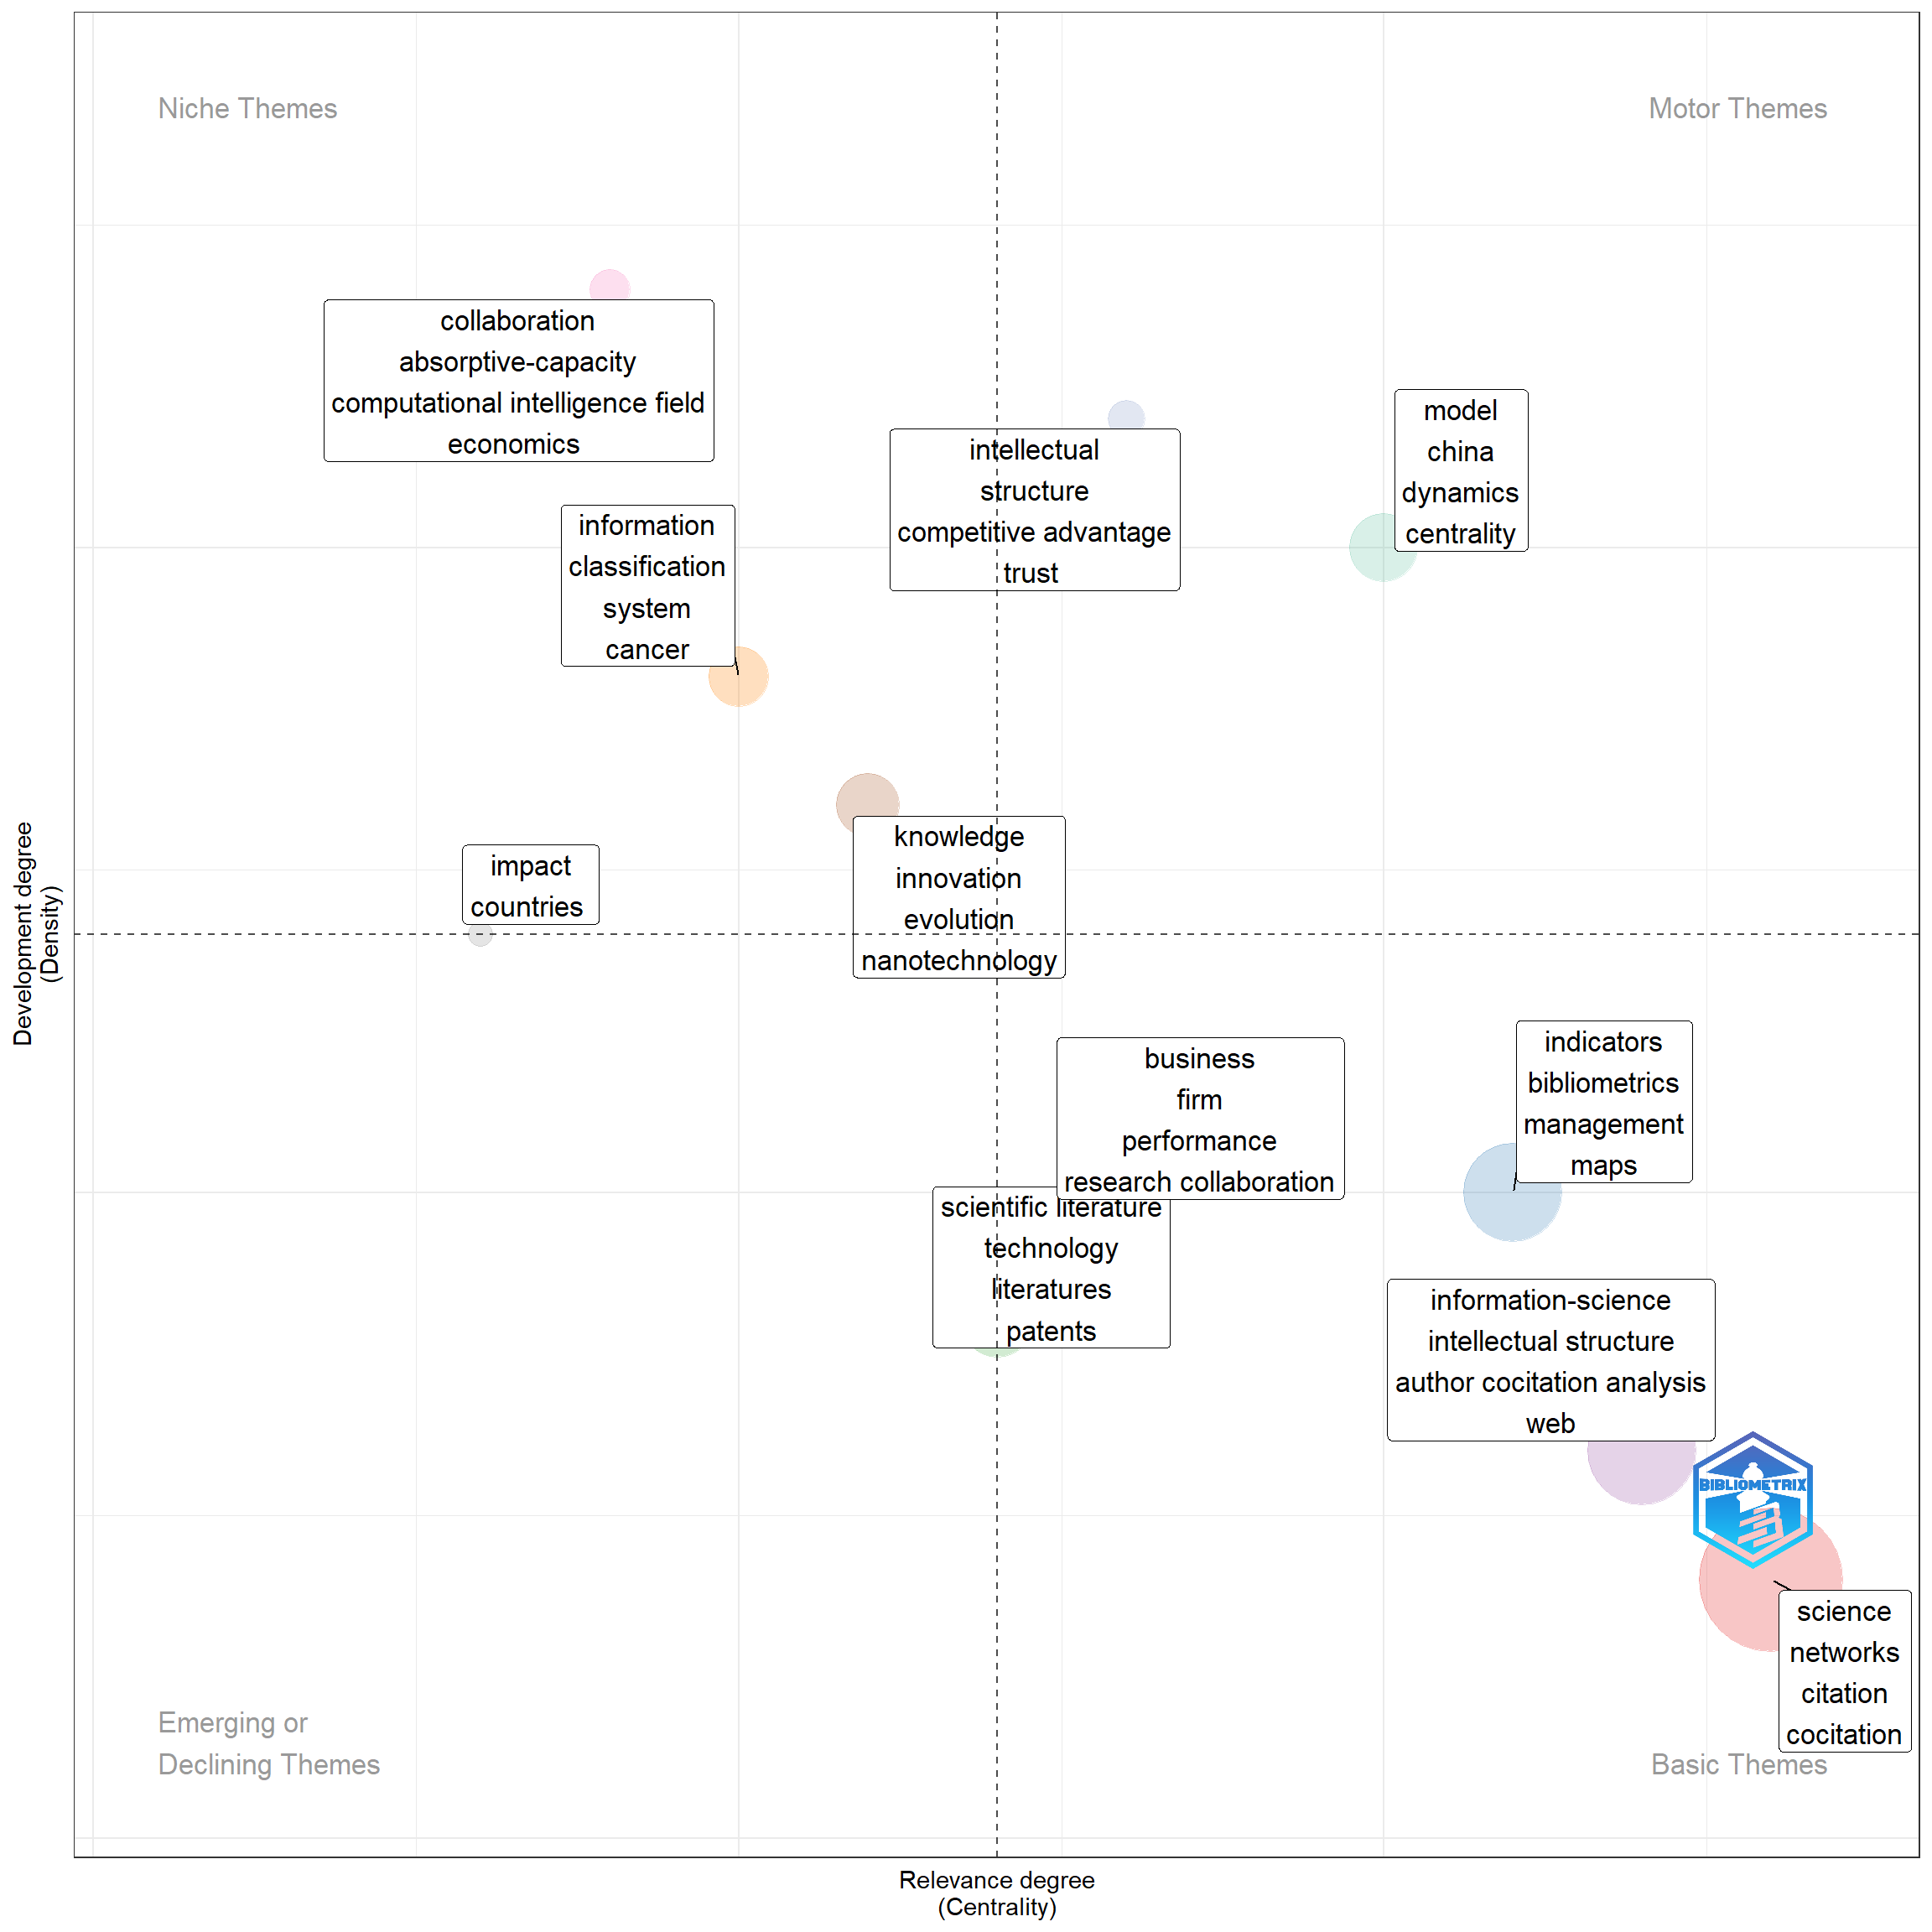 Niche Themes
Motor Themes
collaboration
absorptive-capacity
computational intelligence field
economics
model
china
dynamics
centrality
intellectual
structure
competitive advantage
trust
information
classification
system
cancer
knowledge
innovation
evolution
nanotechnology
impact
countries
Development degree
(Density)
business
firm
performance
research collaboration
indicators
bibliometrics
management
maps
scientific literature
technology
literatures
patents
information-science
intellectual structure
author cocitation analysis
web
BIBLIOMETRIX
science
networks
citation
cocitation
Emerging or
Declining Themes
Basic Themes
Relevance degree
(Centrality)